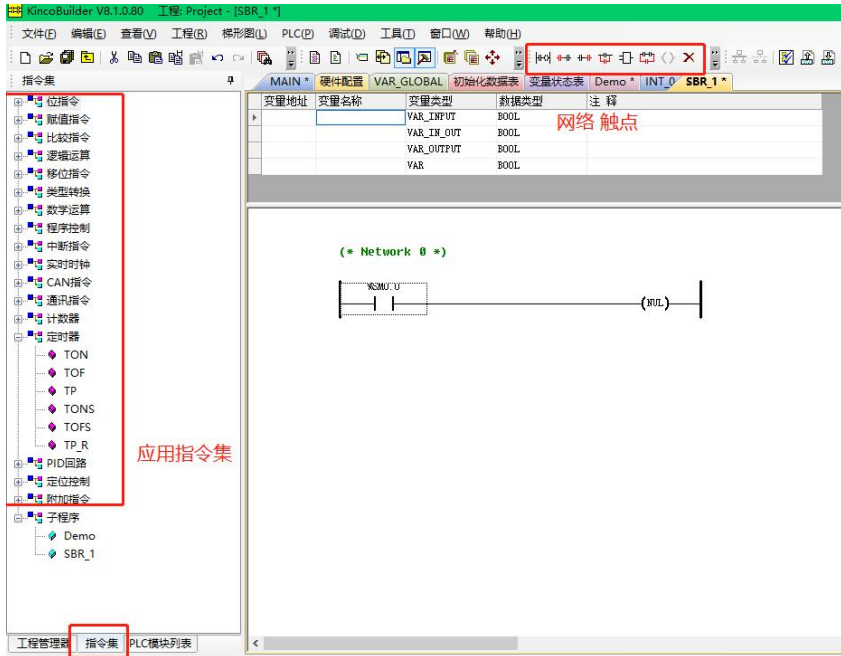 KincoBuilder V8.1.0.80 工程: Project - [SBR_1 *]
文件(F) 编辑(E) 查看(V) 工程(R) 梯形图(L) PLC(P) 调试(D) 工具(T) 窗口(W) 帮助(H)
指令集
MAIN * 硬件配置 VAR_GLOBAL 初始化数据表 变量状态表 Demo * INT_0 SBR_1 *
变量地址 变量名称 变量类型 数据类型 注 释
VAR_INPUT BOOL
VAR_IN_OUT BOOL
VAR_OUTPUT BOOL
VAR BOOL
网络 触点
位指令
赋值指令
比较指令
逻辑运算
移位指令
类型转换
数学运算
程序控制
中断指令
实时时钟
CAN指令
通讯指令
计数器
定时器
TON
TOF
TP
TONS
TOFS
TP_R
PID回路
定位控制
附加指令
子程序
Demo
SBR_1
应用指令集
(* Network 0 *)
%SM0.0
(NUL)
工程管理器 指令集 PLC模块列表